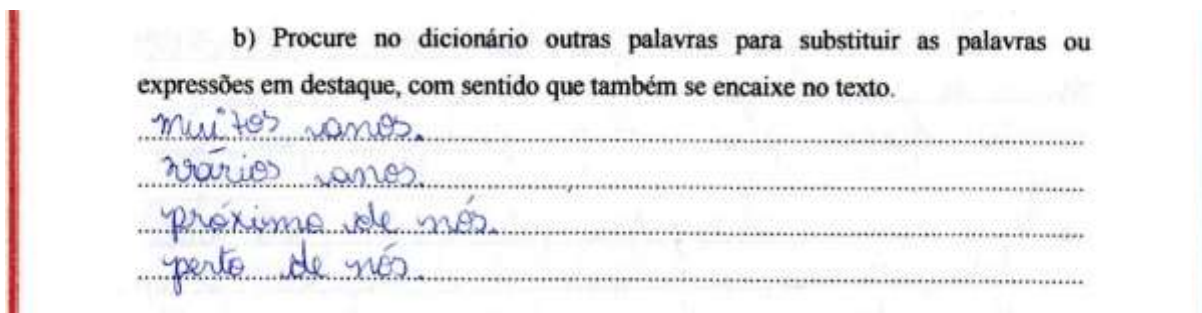 b) Procure no dicionário outras palavras para substituir as palavras ou
expressões em destaque, com sentido que também se encaixe no texto.
muitos anos.
vários anos.
próximo de nós.
perto de nós.